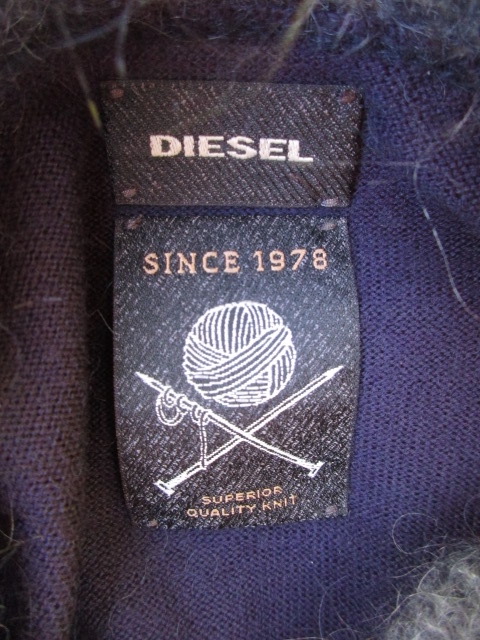 DIESEL
SINCE 1978
SUPERIOR
QUALITY KNIT